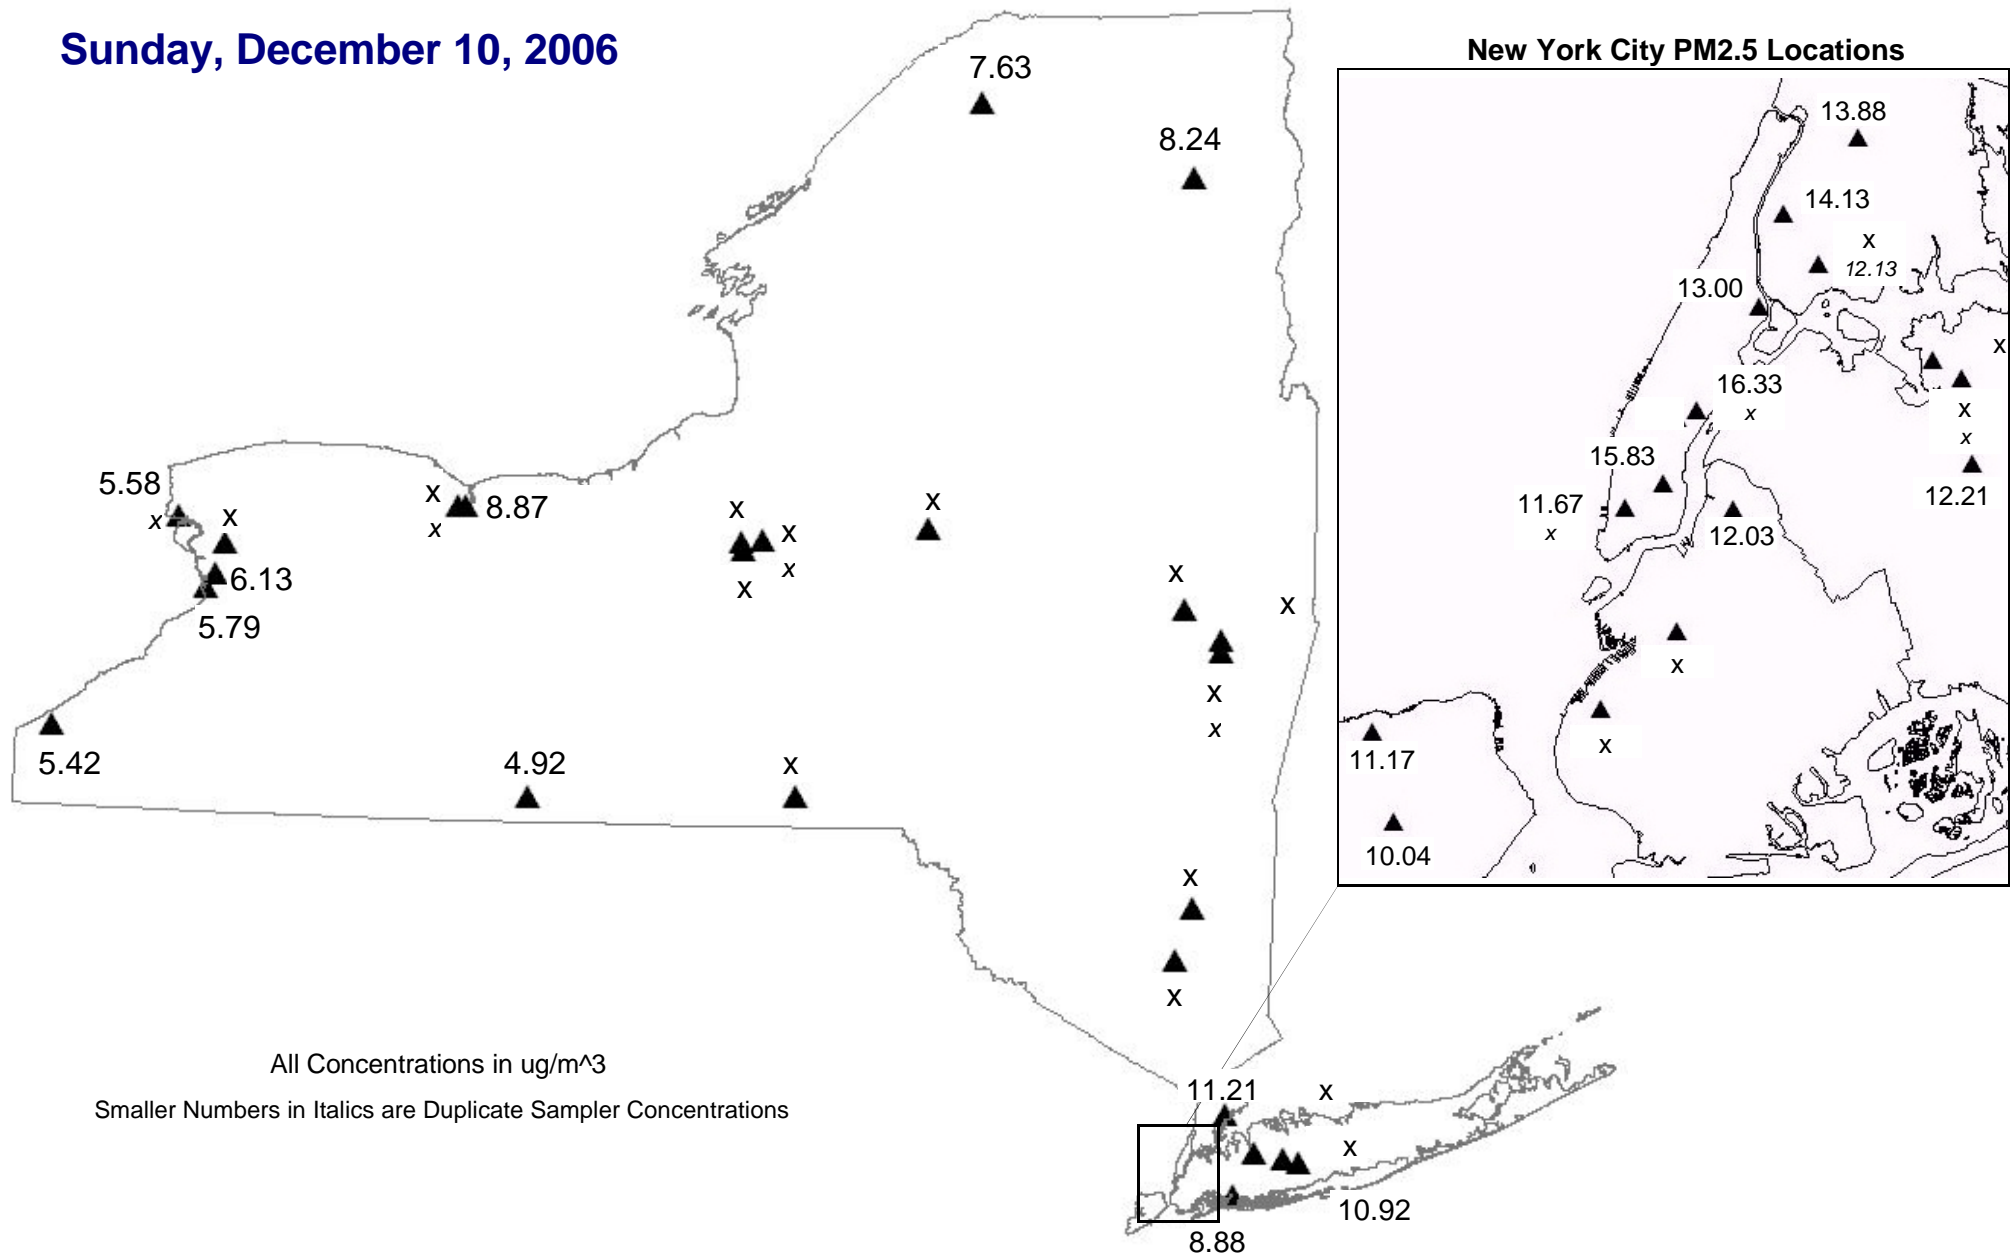 Sunday, December 10, 2006
New York City PM2.5 Locations
7.63
8.24
5.58
x
x
x
x
8.87
6.13
5.79
x
x
x
x
x
x
x
x
x
5.42
4.92
x
x
x
All Concentrations in ug/m^3
Smaller Numbers in Italics are Duplicate Sampler Concentrations
11.21
x
x
10.92
8.88
13.88
14.13
x
12.13
13.00
x
16.33
x
x
x
15.83
12.21
11.67
x
12.03
x
x
11.17
10.04